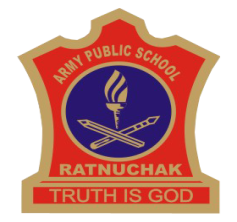 ARMY PUBLIC SCHOOL
RATNUCHAK
TRUTH IS GOD